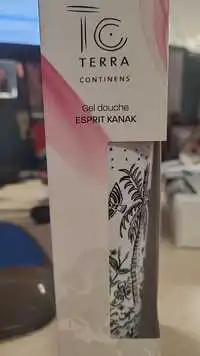 TC
TERRA
CONTINENS
Gel douche
ESPRIT KANAK